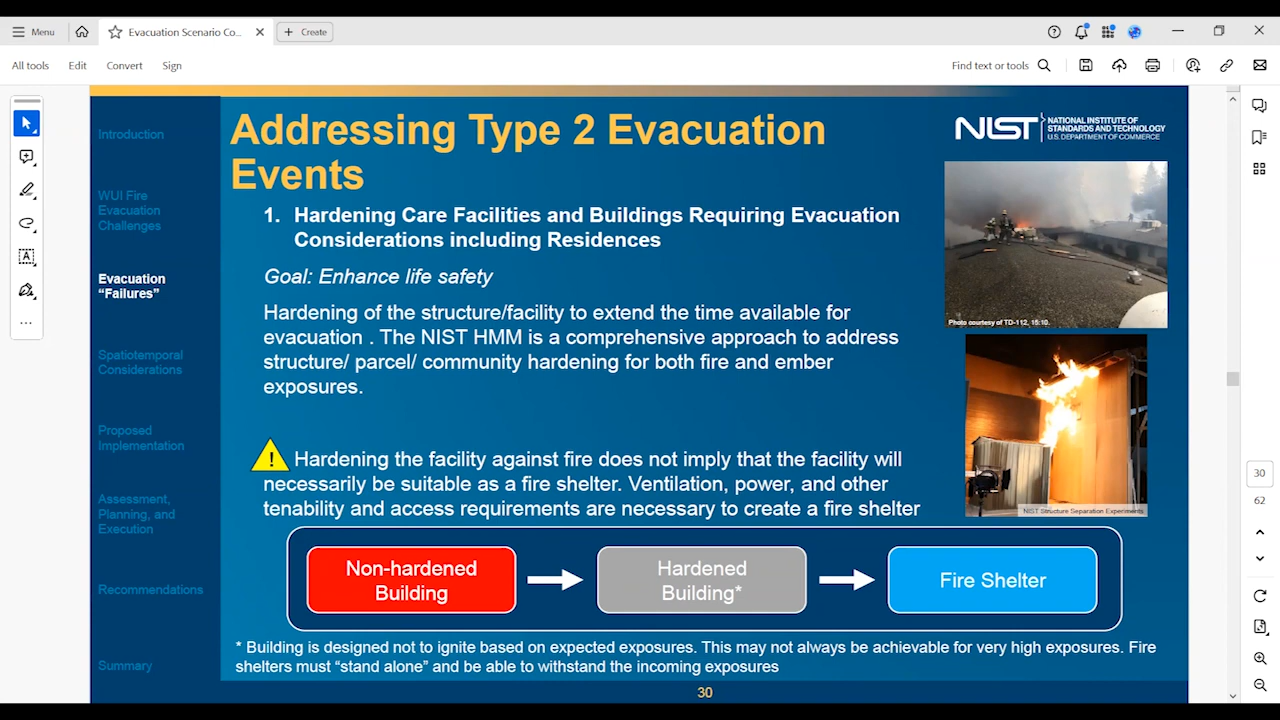 Menu
Evacuation Scenario Co...
Create
All tools
Edit
Convert
Sign
Find text or tools
Introduction
WUI Fire
Evacuation
Challenges
Evacuation
“Failures”
Spatiotemporal
Considerations
Proposed
Implementation
Assessment,
Planning, and
Execution
Recommendations
Summary
Addressing Type 2 Evacuation
Events
NIST
NATIONAL INSTITUTE OF
STANDARDS AND TECHNOLOGY
U.S. DEPARTMENT OF COMMERCE
1. Hardening Care Facilities and Buildings Requiring Evacuation
Considerations including Residences
Goal: Enhance life safety
Hardening of the structure/facility to extend the time available for
evacuation . The NIST HMM is a comprehensive approach to address
structure/ parcel/ community hardening for both fire and ember
exposures.
Photo courtesy of TD-112, 15:10.
! Hardening the facility against fire does not imply that the facility will
necessarily be suitable as a fire shelter. Ventilation, power, and other
tenability and access requirements are necessary to create a fire shelter
NIST Structure Separation Experiments
Non-hardened
Building
Hardened
Building*
Fire Shelter
* Building is designed not to ignite based on expected exposures. This may not always be achievable for very high exposures. Fire
shelters must “stand alone” and be able to withstand the incoming exposures
30
30
62